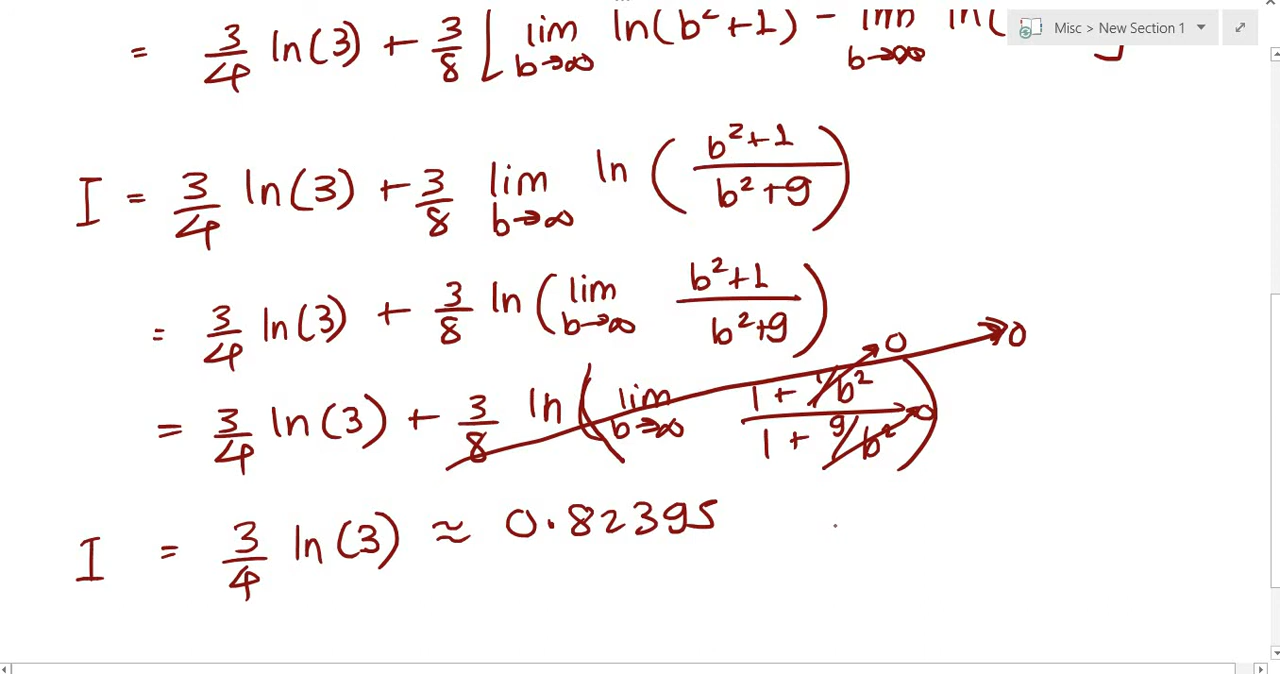 = 3/4 ln(3) + 3/8 [ lim b→∞ ln(b²+1) - lim b→∞ ln(
Misc > New Section 1
I = 3/4 ln(3) + 3/8 lim b→∞ ln ( (b²+1)/(b²+9) )
= 3/4 ln(3) + 3/8 ln ( lim b→∞ (b²+1)/(b²+9) )
= 3/4 ln(3) + 3/8 ln ( lim b→∞ (1 + 1/b²→0)/(1 + 9/b²→0) ) → 0
I = 3/4 ln(3) ≈ 0.82395